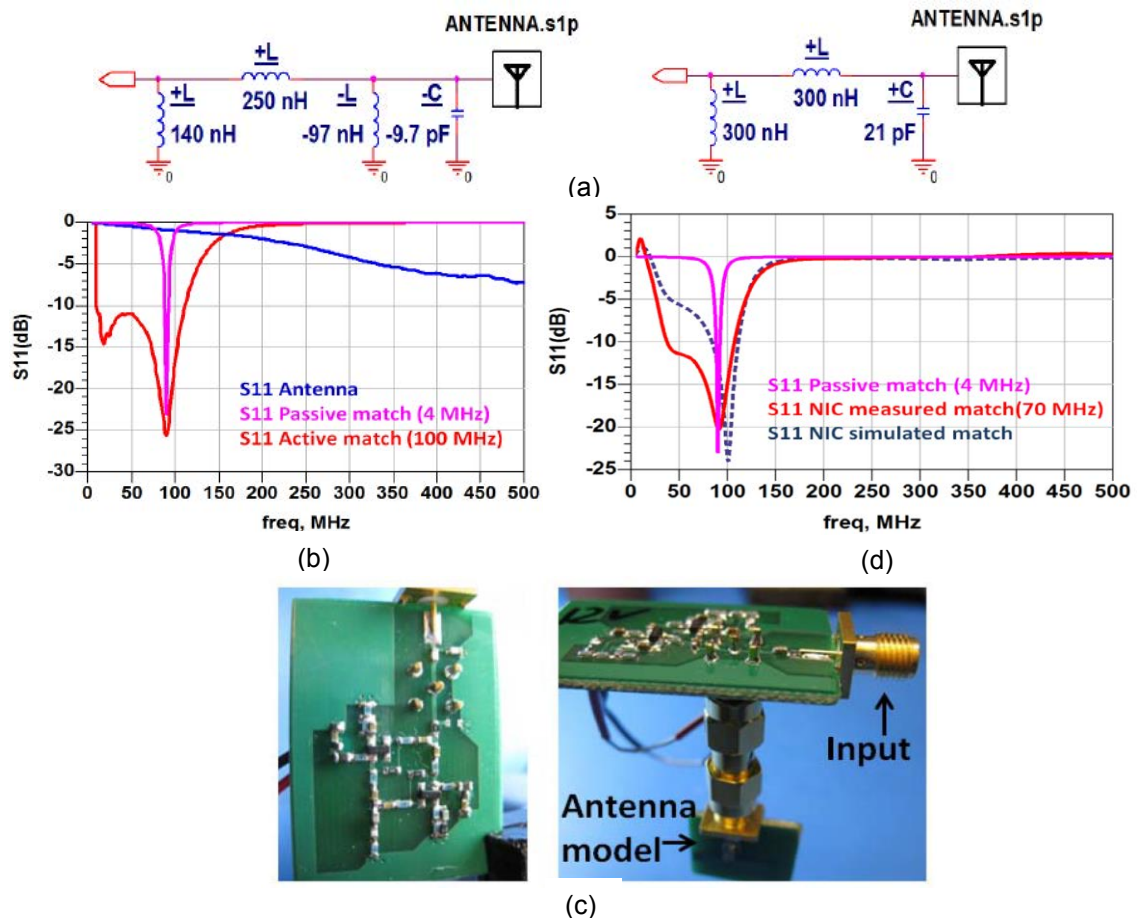 ANTENNA.s1p
+L
250 nH
+L
140 nH
-L
-97 nH
-C
-9.7 pF
0
0
0
ANTENNA.s1p
+L
300 nH
+L
300 nH
+C
21 pF
0
0
(a)
0
-5
-10
-15
-20
-25
-30
S11(dB)
S11 Antenna
S11 Passive match (4 MHz)
S11 Active match (100 MHz)
0 50 100 150 200 250 300 350 400 450 500
freq, MHz
(b)
5
0
-5
-10
-15
-20
-25
S11(dB)
S11 Passive match (4 MHz)
S11 NIC measured match(70 MHz)
S11 NIC simulated match
0 50 100 150 200 250 300 350 400 450 500
freq, MHz
(d)
Input
Antenna
model
(c)